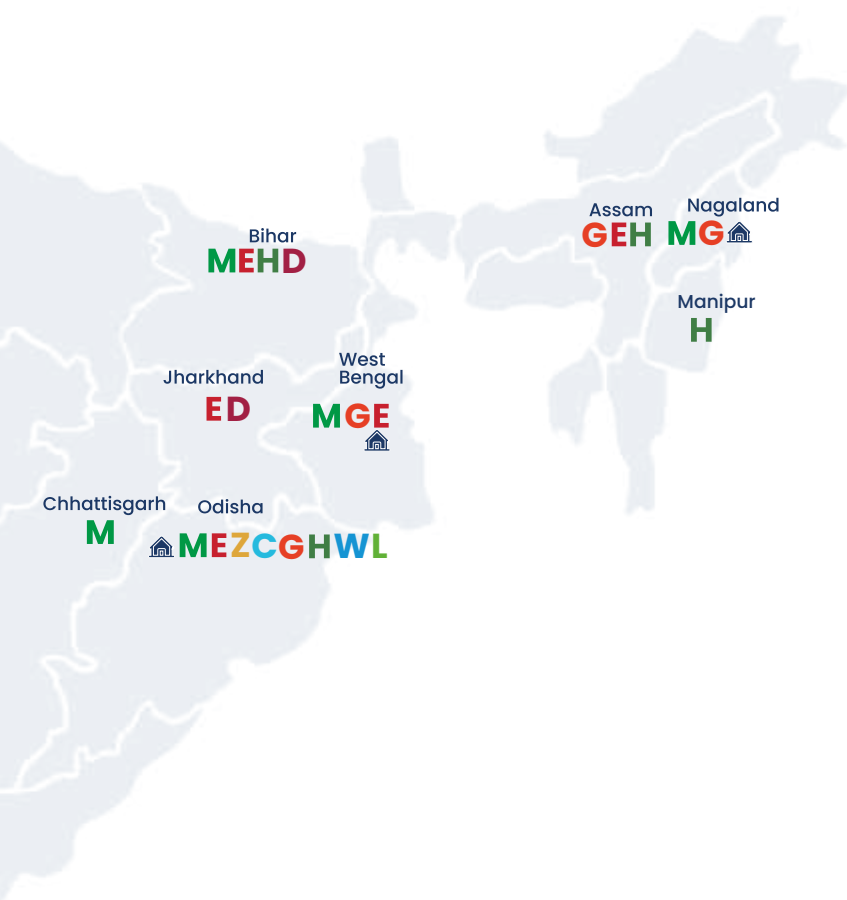 Assam
Nagaland
GEH
MG
Bihar
MEHD
Manipur
H
West
Bengal
MGE
Jharkhand
ED
Chhattisgarh
M
Odisha
MEZCGHWL